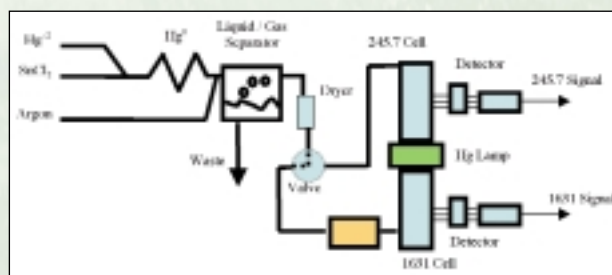 Liquid / Gas
Separator
Hg⁺²
Hg⁰
SnCl₂
Argon
Waste
Dryer
Valve
245.7 Cell
Detector
245.7 Signal
Hg Lamp
1631 Signal
Detector
1631 Cell